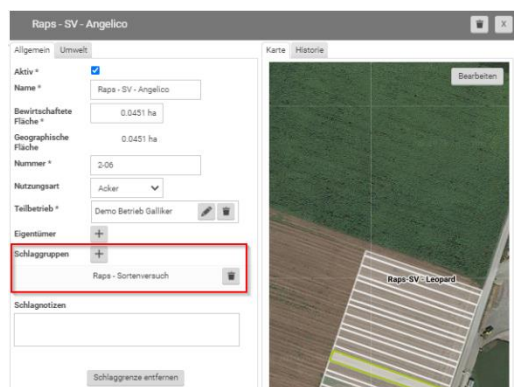 Raps - SV - Angelico
X
Allgemein Umwelt
Karte Historie
Aktiv *
Bearbeiten
Name *
Raps - SV - Angelico
Bewirtschaftete
Fläche *
0.0451 ha
Geographische
Fläche
0.0451 ha
Nummer *
2-06
Nutzungsart
Acker
Teilbetrieb *
Demo Betrieb Galliker
Eigentümer
+
Schlaggruppen
+
Raps - Sortenversuch
Raps - SV - Leopard
Schlagnotizen
Schlaggrenze entfernen